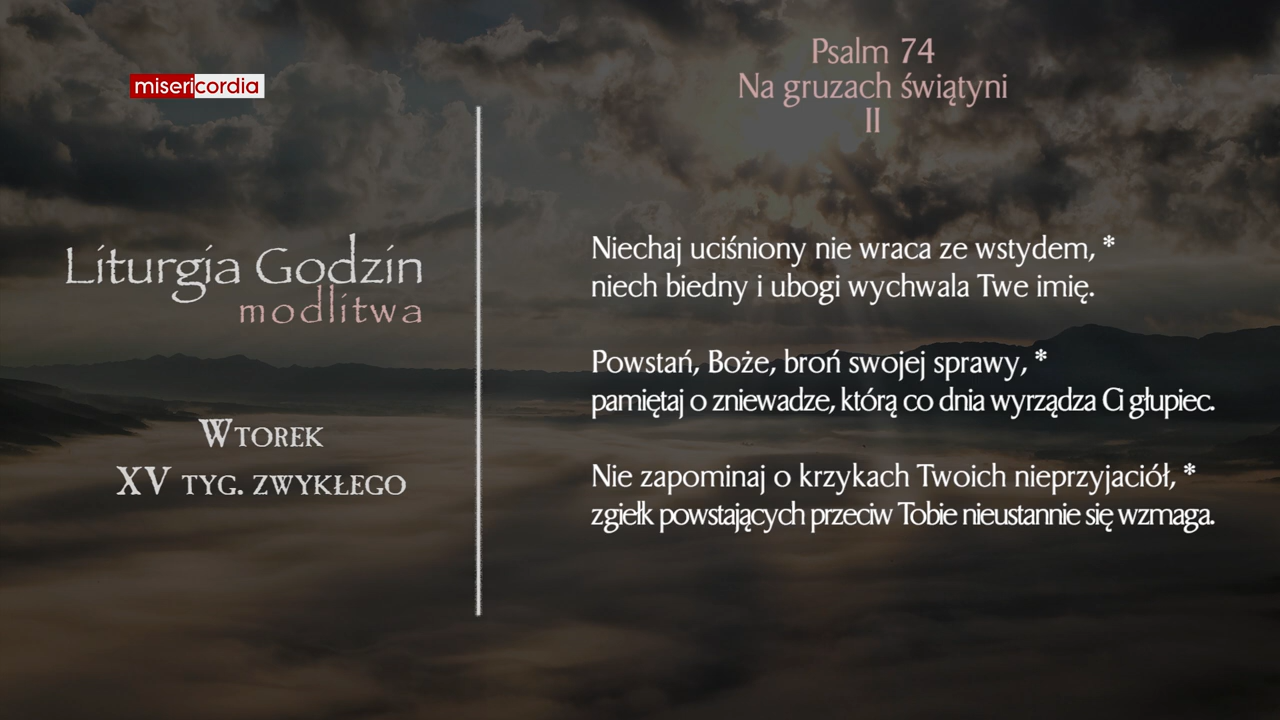 misericordia
Liturgia Godzin
modlitwa
Wtorek
XV tyg. zwykłego
Psalm 74
Na gruzach świątyni
II
Niechaj uciśniony nie wraca ze wstydem, *
niech biedny i ubogi wychwala Twe imię.
Powstań, Boże, broń swojej sprawy, *
pamiętaj o zniewadze, którą co dnia wyrządza Ci głupiec.
Nie zapominaj o krzykach Twoich nieprzyjaciół, *
zgiełk powstających przeciw Tobie nieustannie się wzmaga.